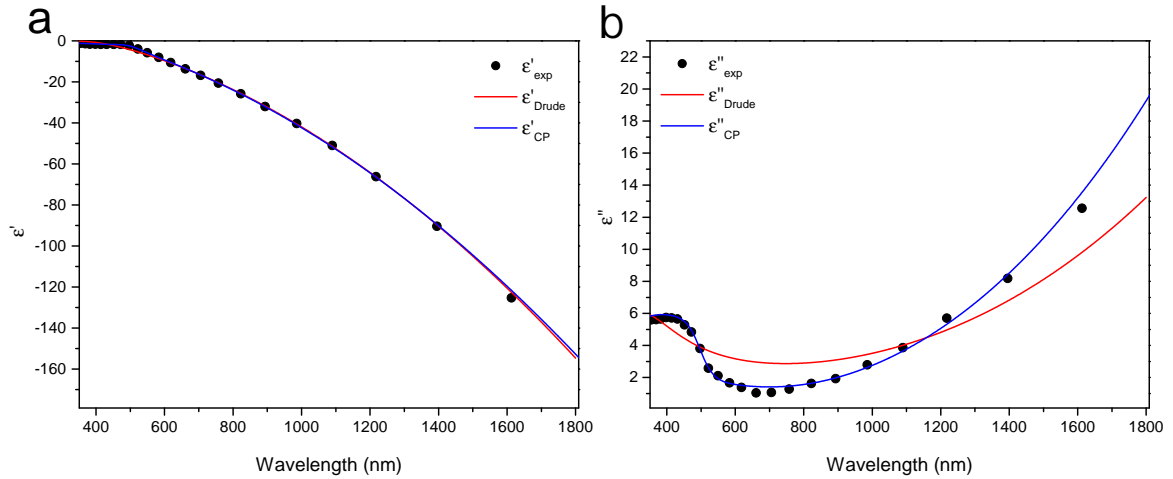 a
0
-20
-40
-60
-80
-100
-120
-140
-160
ε'
400 600 800 1000 1200 1400 1600 1800
Wavelength (nm)
ε'exp
ε'Drude
ε'CP
b
22
20
18
16
14
12
10
8
6
4
2
ε''
400 600 800 1000 1200 1400 1600 1800
Wavelength (nm)
ε''exp
ε''Drude
ε''CP